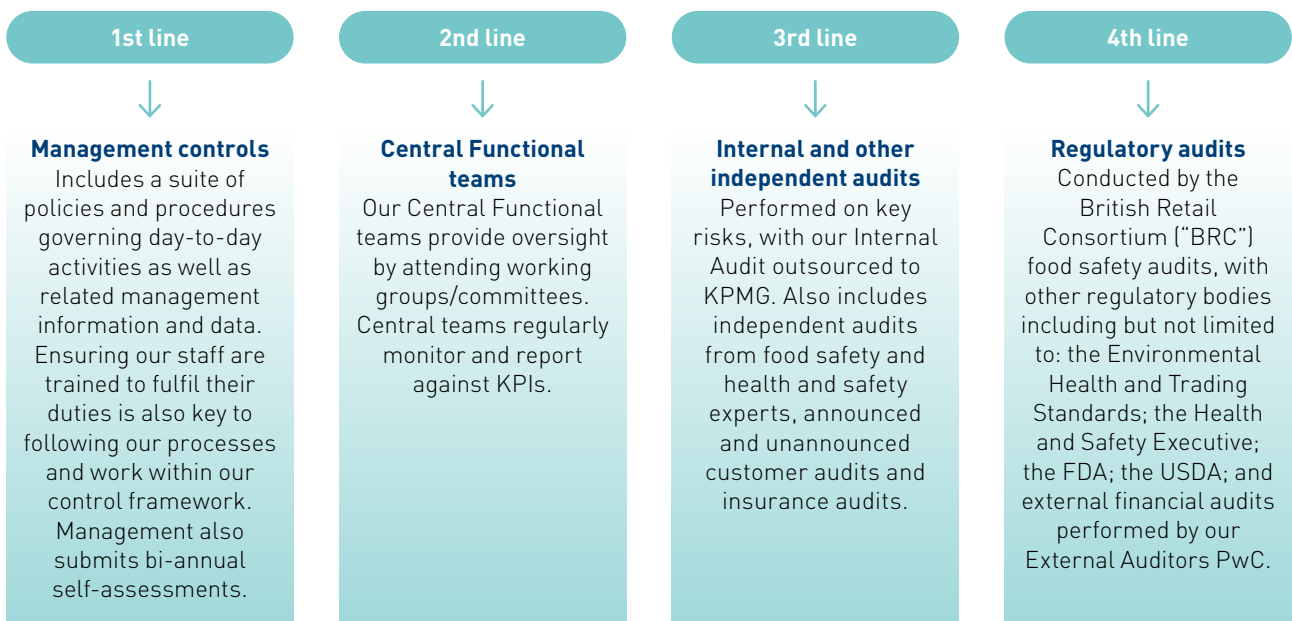 1st line
Management controls
Includes a suite of
policies and procedures
governing day-to-day
activities as well as
related management
information and data.
Ensuring our staff are
trained to fulfil their
duties is also key to
following our processes
and work within our
control framework.
Management also
submits bi-annual
self-assessments.
2nd line
Central Functional
teams
Our Central Functional
teams provide oversight
by attending working
groups/committees.
Central teams regularly
monitor and report
against KPIs.
3rd line
Internal and other
independent audits
Performed on key
risks, with our Internal
Audit outsourced to
KPMG. Also includes
independent audits
from food safety and
health and safety
experts, announced
and unannounced
customer audits and
insurance audits.
4th line
Regulatory audits
Conducted by the
British Retail
Consortium (“BRC”)
food safety audits, with
other regulatory bodies
including but not limited
to: the Environmental
Health and Trading
Standards; the Health
and Safety Executive;
the FDA; the USDA; and
external financial audits
performed by our
External Auditors PwC.